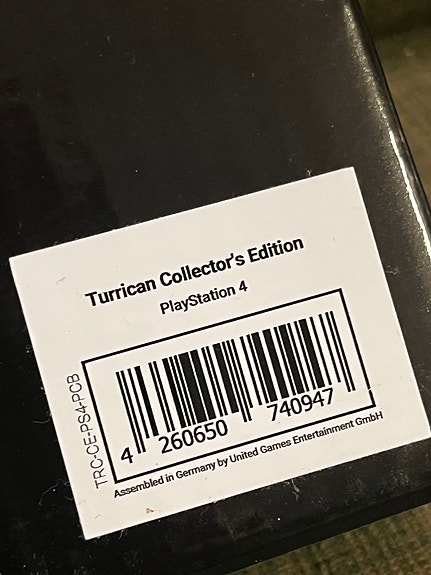 Turrican Collector's Edition
PlayStation 4
TRC-CE-PS4-PCB
4 260650 740947
Assembled in Germany by United Games Entertainment GmbH